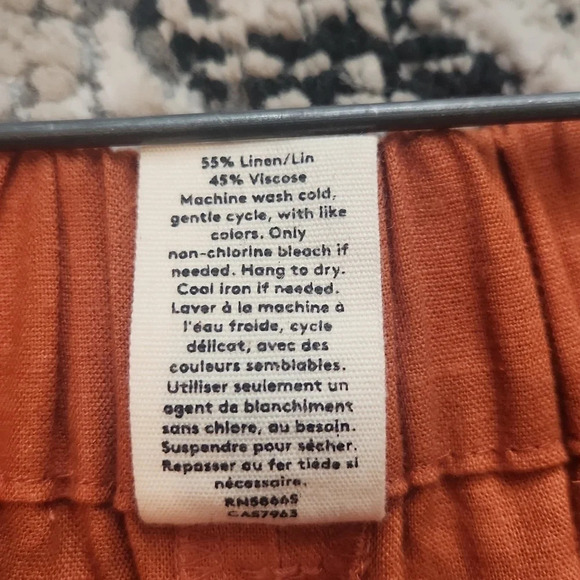 55% Linen/Lin
45% Viscose
Machine wash cold,
gentle cycle, with like
colors. Only
non-chlorine bleach if
needed. Hang to dry.
Cool iron if needed.
Laver à la machine à
l'eau froide, cycle
délicat, avec des
couleurs semblables.
Utiliser seulement un
agent de blanchiment
sans chlore, au besoin.
Suspendre pour sécher.
Repasser au fer tiède si
nécessaire.
RN58665
CA57963